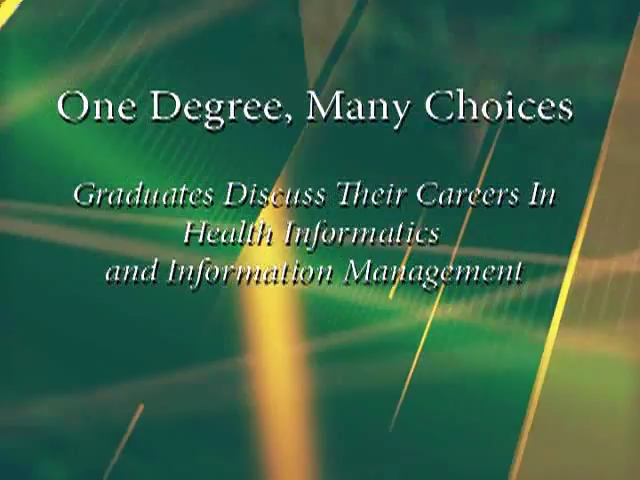 One Degree, Many Choices
Graduates Discuss Their Careers In
Health Informatics
and Information Management